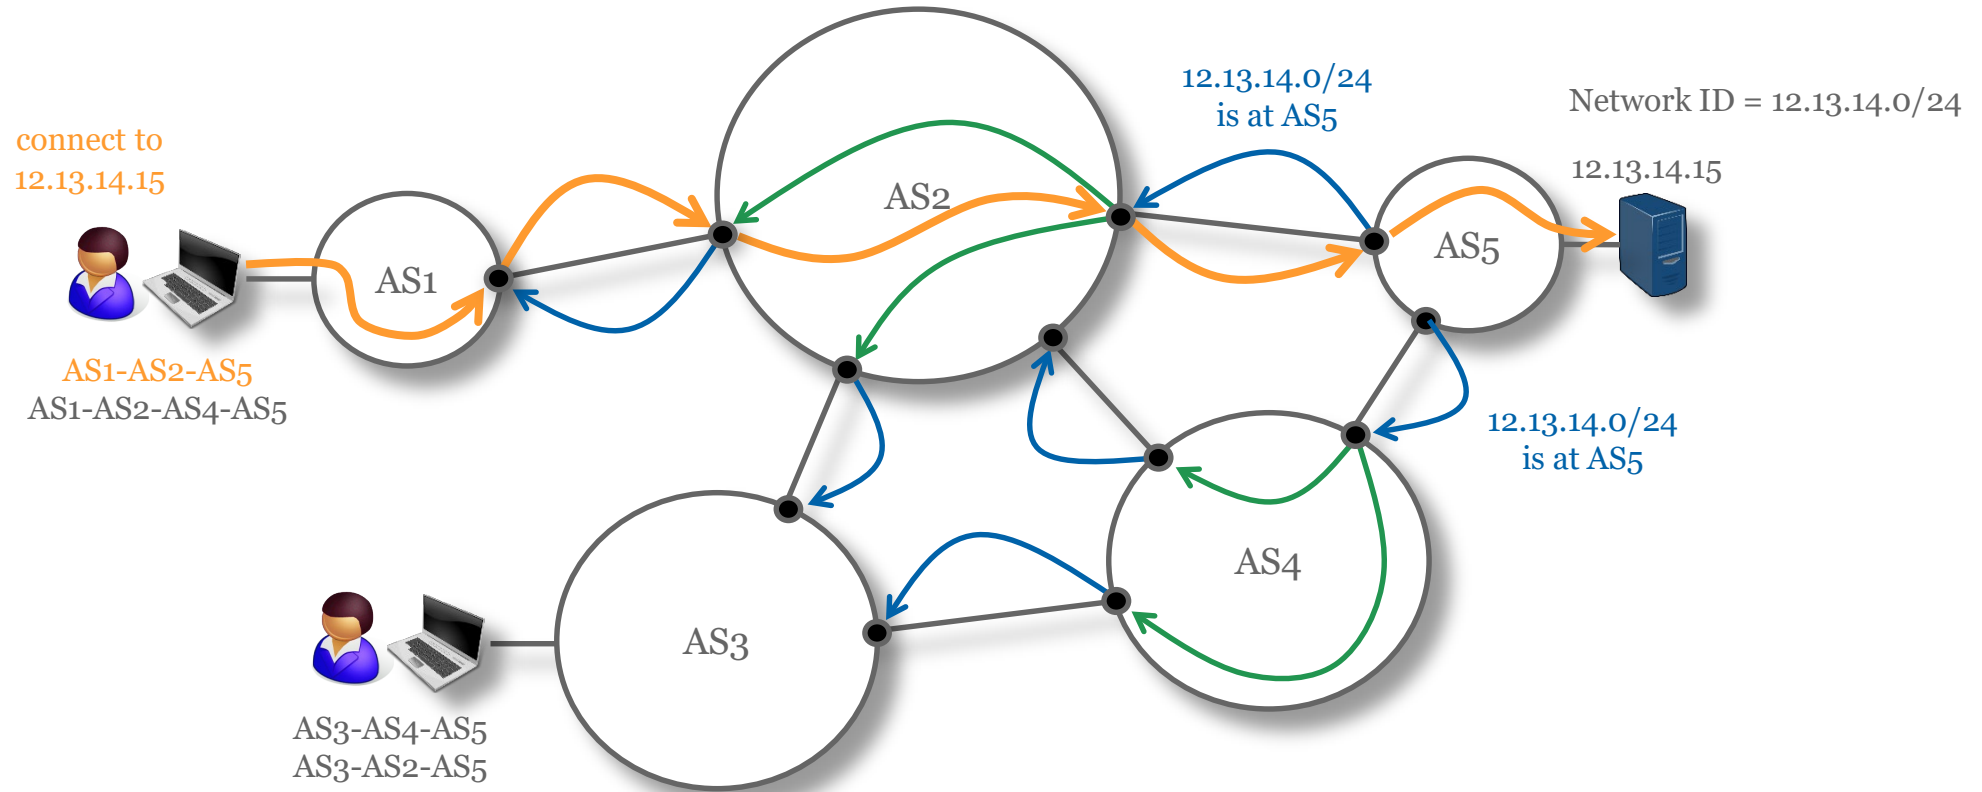 connect to
12.13.14.15
AS1
AS1-AS2-AS5
AS1-AS2-AS4-AS5
AS2
12.13.14.0/24
is at AS5
Network ID = 12.13.14.0/24
12.13.14.15
AS5
12.13.14.0/24
is at AS5
AS4
AS3
AS3-AS4-AS5
AS3-AS2-AS5